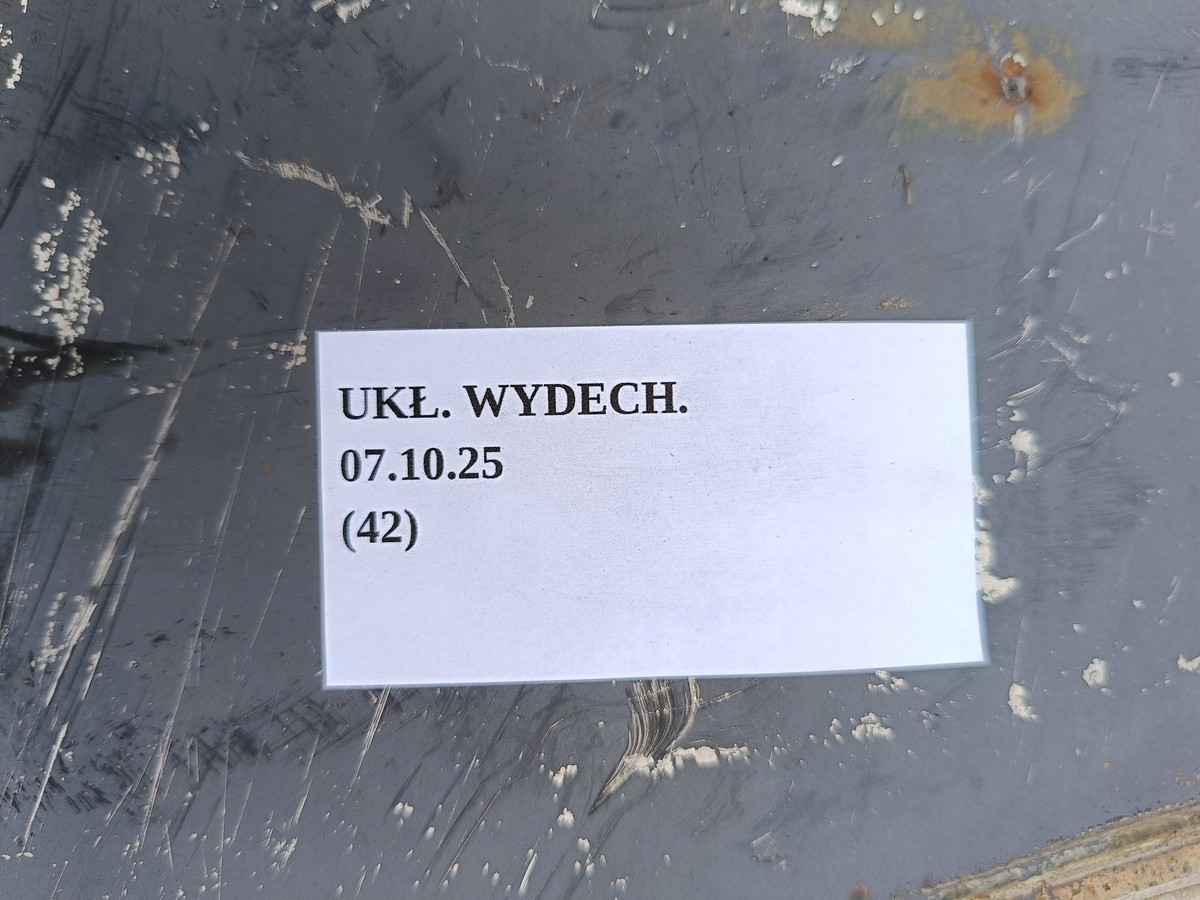 UKŁ. WYDECH.
07.10.25
(42)